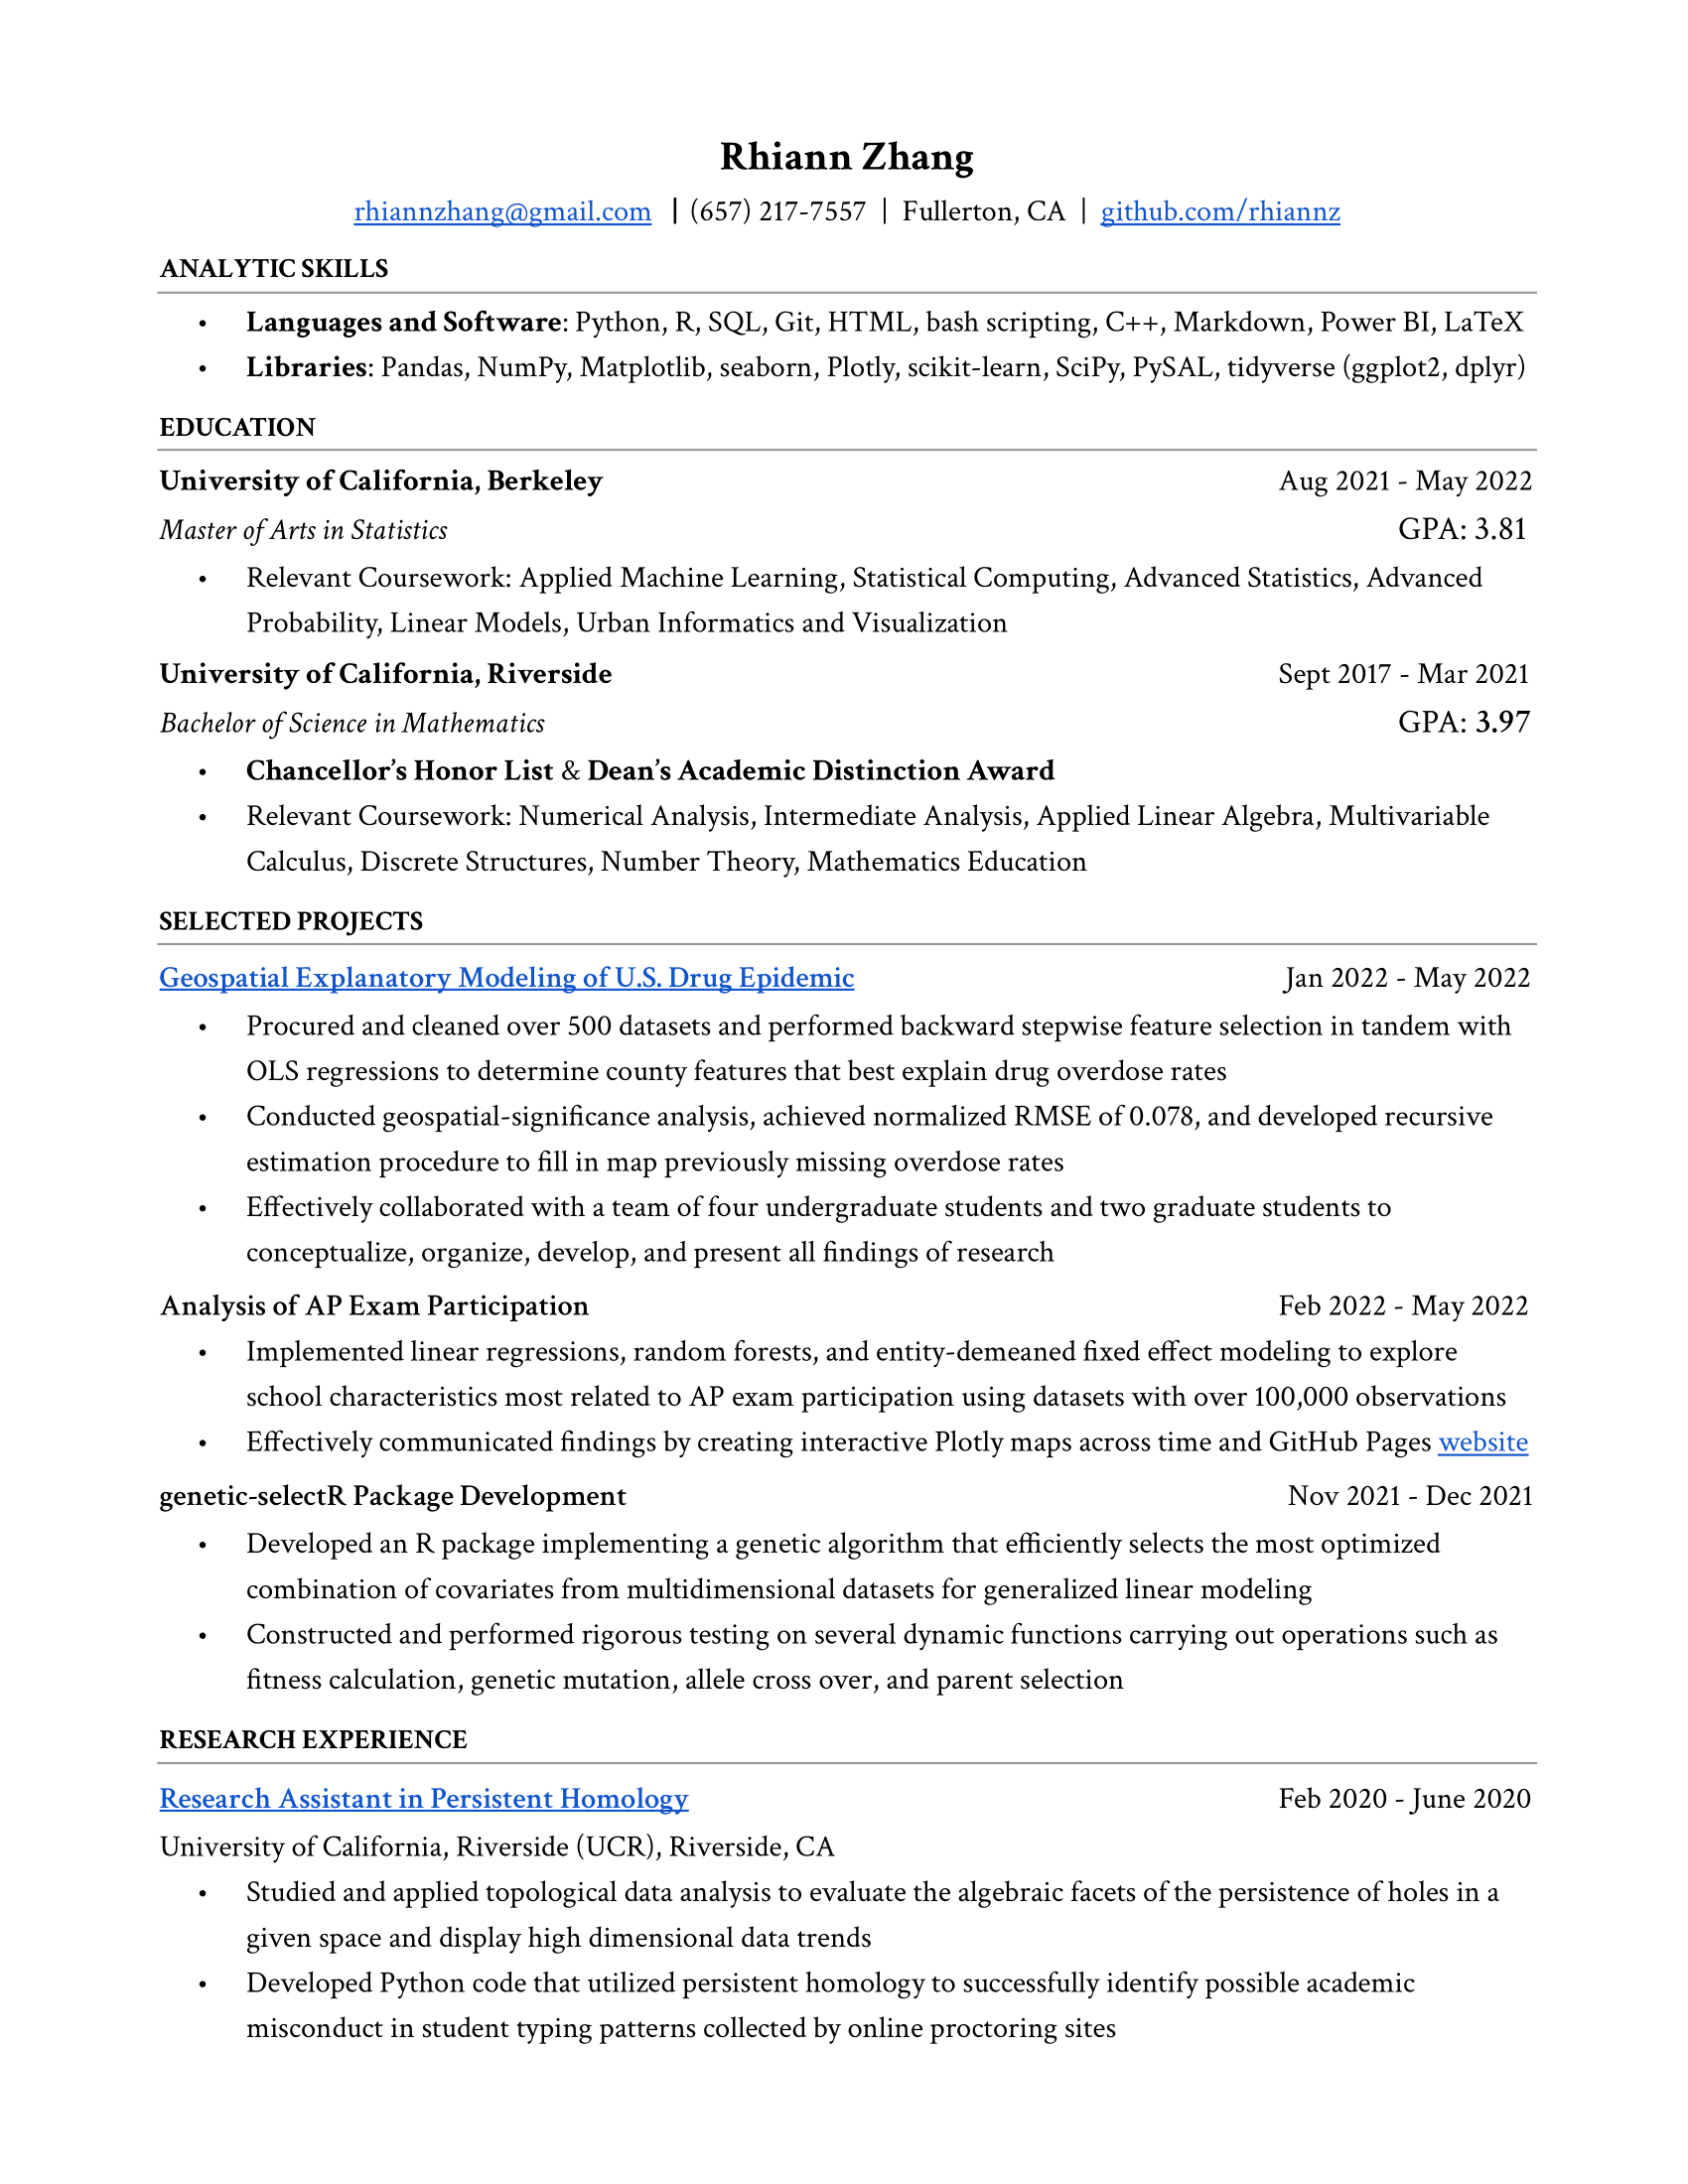 Rhiann Zhang
rhiannzhang@gmail.com | (657) 217-7557 | Fullerton, CA | github.com/rhiannz
ANALYTIC SKILLS
• Languages and Software: Python, R, SQL, Git, HTML, bash scripting, C++, Markdown, Power BI, LaTeX
• Libraries: Pandas, NumPy, Matplotlib, seaborn, Plotly, scikit-learn, SciPy, PySAL, tidyverse (ggplot2, dplyr)
EDUCATION
University of California, Berkeley Aug 2021 - May 2022
Master of Arts in Statistics GPA: 3.81
• Relevant Coursework: Applied Machine Learning, Statistical Computing, Advanced Statistics, Advanced
Probability, Linear Models, Urban Informatics and Visualization
University of California, Riverside Sept 2017 - Mar 2021
Bachelor of Science in Mathematics GPA: 3.97
• Chancellor’s Honor List & Dean’s Academic Distinction Award
• Relevant Coursework: Numerical Analysis, Intermediate Analysis, Applied Linear Algebra, Multivariable
Calculus, Discrete Structures, Number Theory, Mathematics Education
SELECTED PROJECTS
Geospatial Explanatory Modeling of U.S. Drug Epidemic Jan 2022 - May 2022
• Procured and cleaned over 500 datasets and performed backward stepwise feature selection in tandem with
OLS regressions to determine county features that best explain drug overdose rates
• Conducted geospatial-significance analysis, achieved normalized RMSE of 0.078, and developed recursive
estimation procedure to fill in map previously missing overdose rates
• Effectively collaborated with a team of four undergraduate students and two graduate students to
conceptualize, organize, develop, and present all findings of research
Analysis of AP Exam Participation Feb 2022 - May 2022
• Implemented linear regressions, random forests, and entity-demeaned fixed effect modeling to explore
school characteristics most related to AP exam participation using datasets with over 100,000 observations
• Effectively communicated findings by creating interactive Plotly maps across time and GitHub Pages website
genetic-selectR Package Development Nov 2021 - Dec 2021
• Developed an R package implementing a genetic algorithm that efficiently selects the most optimized
combination of covariates from multidimensional datasets for generalized linear modeling
• Constructed and performed rigorous testing on several dynamic functions carrying out operations such as
fitness calculation, genetic mutation, allele cross over, and parent selection
RESEARCH EXPERIENCE
Research Assistant in Persistent Homology Feb 2020 - June 2020
University of California, Riverside (UCR), Riverside, CA
• Studied and applied topological data analysis to evaluate the algebraic facets of the persistence of holes in a
given space and display high dimensional data trends
• Developed Python code that utilized persistent homology to successfully identify possible academic
misconduct in student typing patterns collected by online proctoring sites